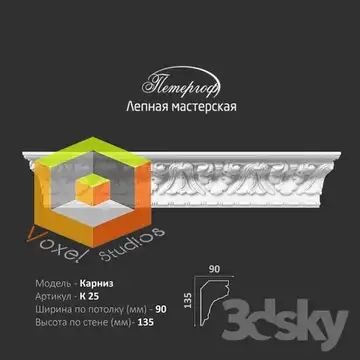 Петергоф
Лепная мастерская
Voxel Studios
Модель - Карниз
Артикул - К 25
Ширина по потолку (мм) - 90
Высота по стене (мм)- 135
90
135
3dsky